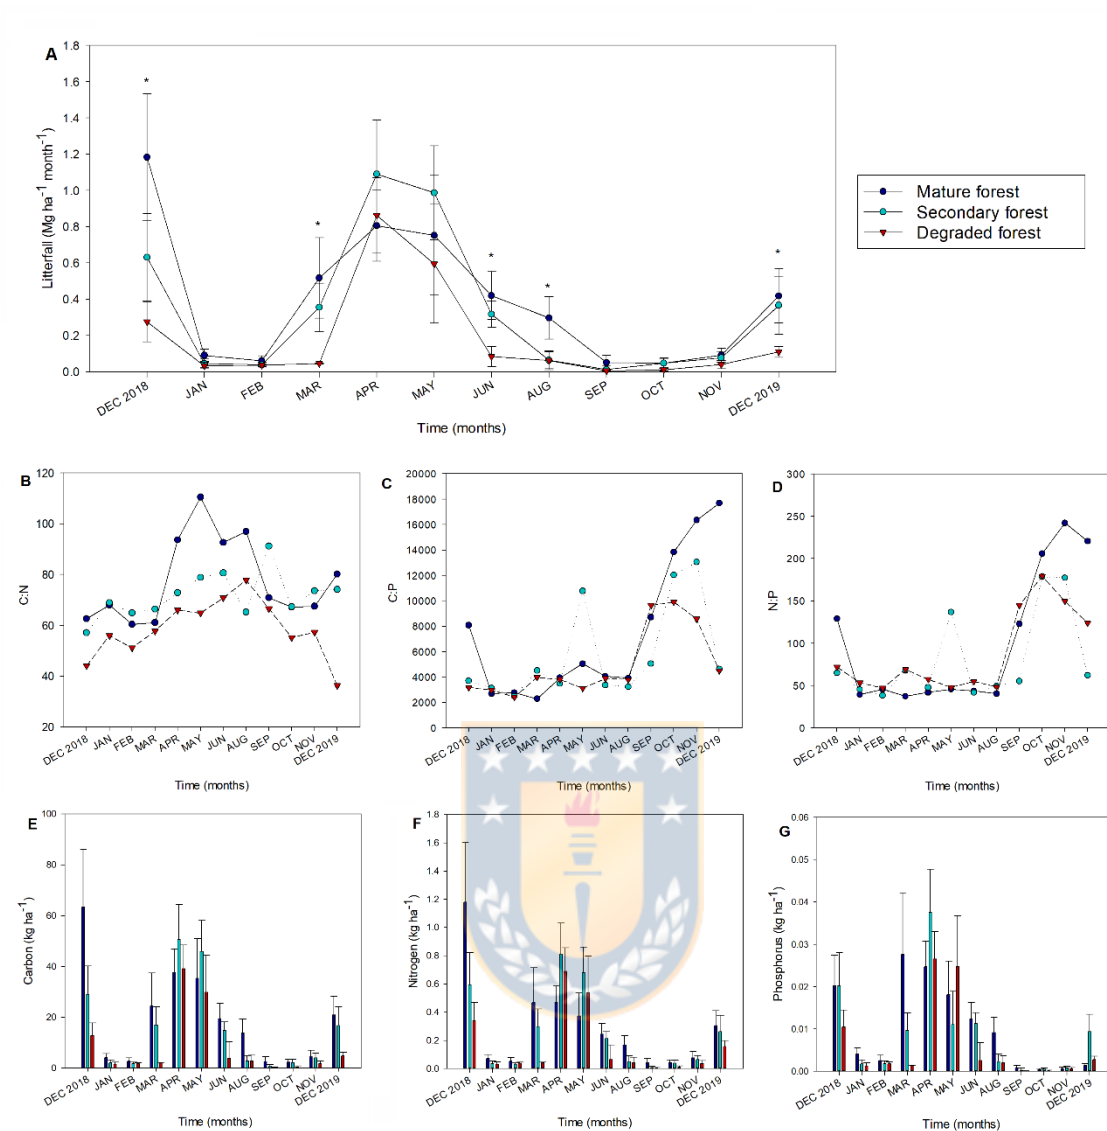 A
1.8
1.6
1.4
1.2
1.0
0.8
0.6
0.4
0.2
0.0
Litterfall (Mg ha⁻¹ month⁻¹)
* * * * *
DEC 2018 JAN FEB MAR APR MAY JUN AUG SEP OCT NOV DEC 2019
Time (months)
Mature forest
Secondary forest
Degraded forest
B
120
100
80
60
40
20
C:N
DEC 2018 JAN FEB MAR APR MAY JUN AUG SEP OCT NOV DEC 2019
Time (months)
C
20000
18000
16000
14000
12000
10000
8000
6000
4000
2000
0
C:P
DEC 2018 JAN FEB MAR APR MAY JUN AUG SEP OCT NOV DEC 2019
Time (months)
D
300
250
200
150
100
50
0
N:P
DEC 2018 JAN FEB MAR APR MAY JUN AUG SEP OCT NOV DEC 2019
Time (months)
E
100
80
60
40
20
0
Carbon (kg ha⁻¹)
DEC 2018 JAN FEB MAR APR MAY JUN AUG SEP OCT NOV DEC 2019
Time (months)
F
1.8
1.6
1.4
1.2
1.0
0.8
0.6
0.4
0.2
0.0
Nitrogen (kg ha⁻¹)
DEC 2018 JAN FEB MAR APR MAY JUN AUG SEP OCT NOV DEC 2019
Time (months)
G
0.06
0.05
0.04
0.03
0.02
0.01
0.00
Phosphorus (kg ha⁻¹)
DEC 2018 JAN FEB MAR APR MAY JUN AUG SEP OCT NOV DEC 2019
Time (months)